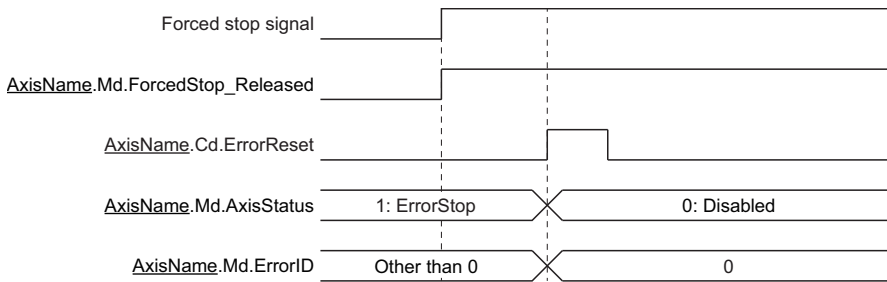 Forced stop signal
AxisName.Md.ForcedStop_Released
AxisName.Cd.ErrorReset
AxisName.Md.AxisStatus 1: ErrorStop 0: Disabled
AxisName.Md.ErrorID Other than 0 0